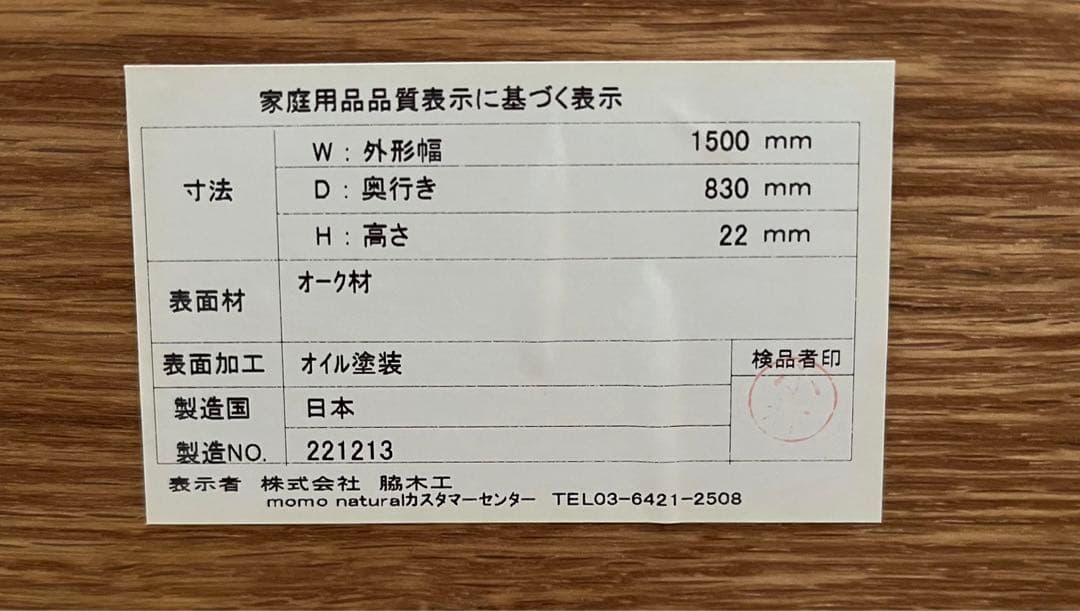 家庭用品品質表示に基づく表示
寸法
W : 外形幅 1500 mm
D : 奥行き 830 mm
H : 高さ 22 mm
表面材 オーク材
表面加工 オイル塗装 検品者印
製造国 日本
製造NO. 221213
表示者 株式会社 脇木工
momo naturalカスタマーセンター TEL03-6421-2508